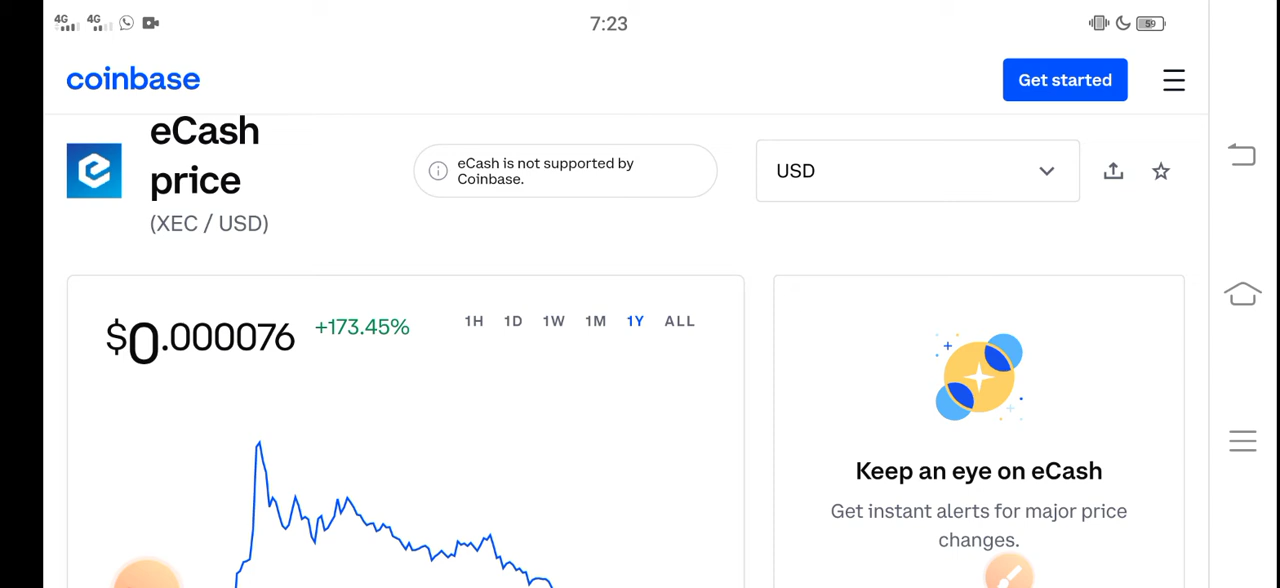 4G 4G 7:23 59
coinbase Get started
eCash
price
(XEC / USD)
eCash is not supported by
Coinbase.
USD
$0.000076 +173.45% 1H 1D 1W 1M 1Y ALL
Keep an eye on eCash
Get instant alerts for major price
changes.